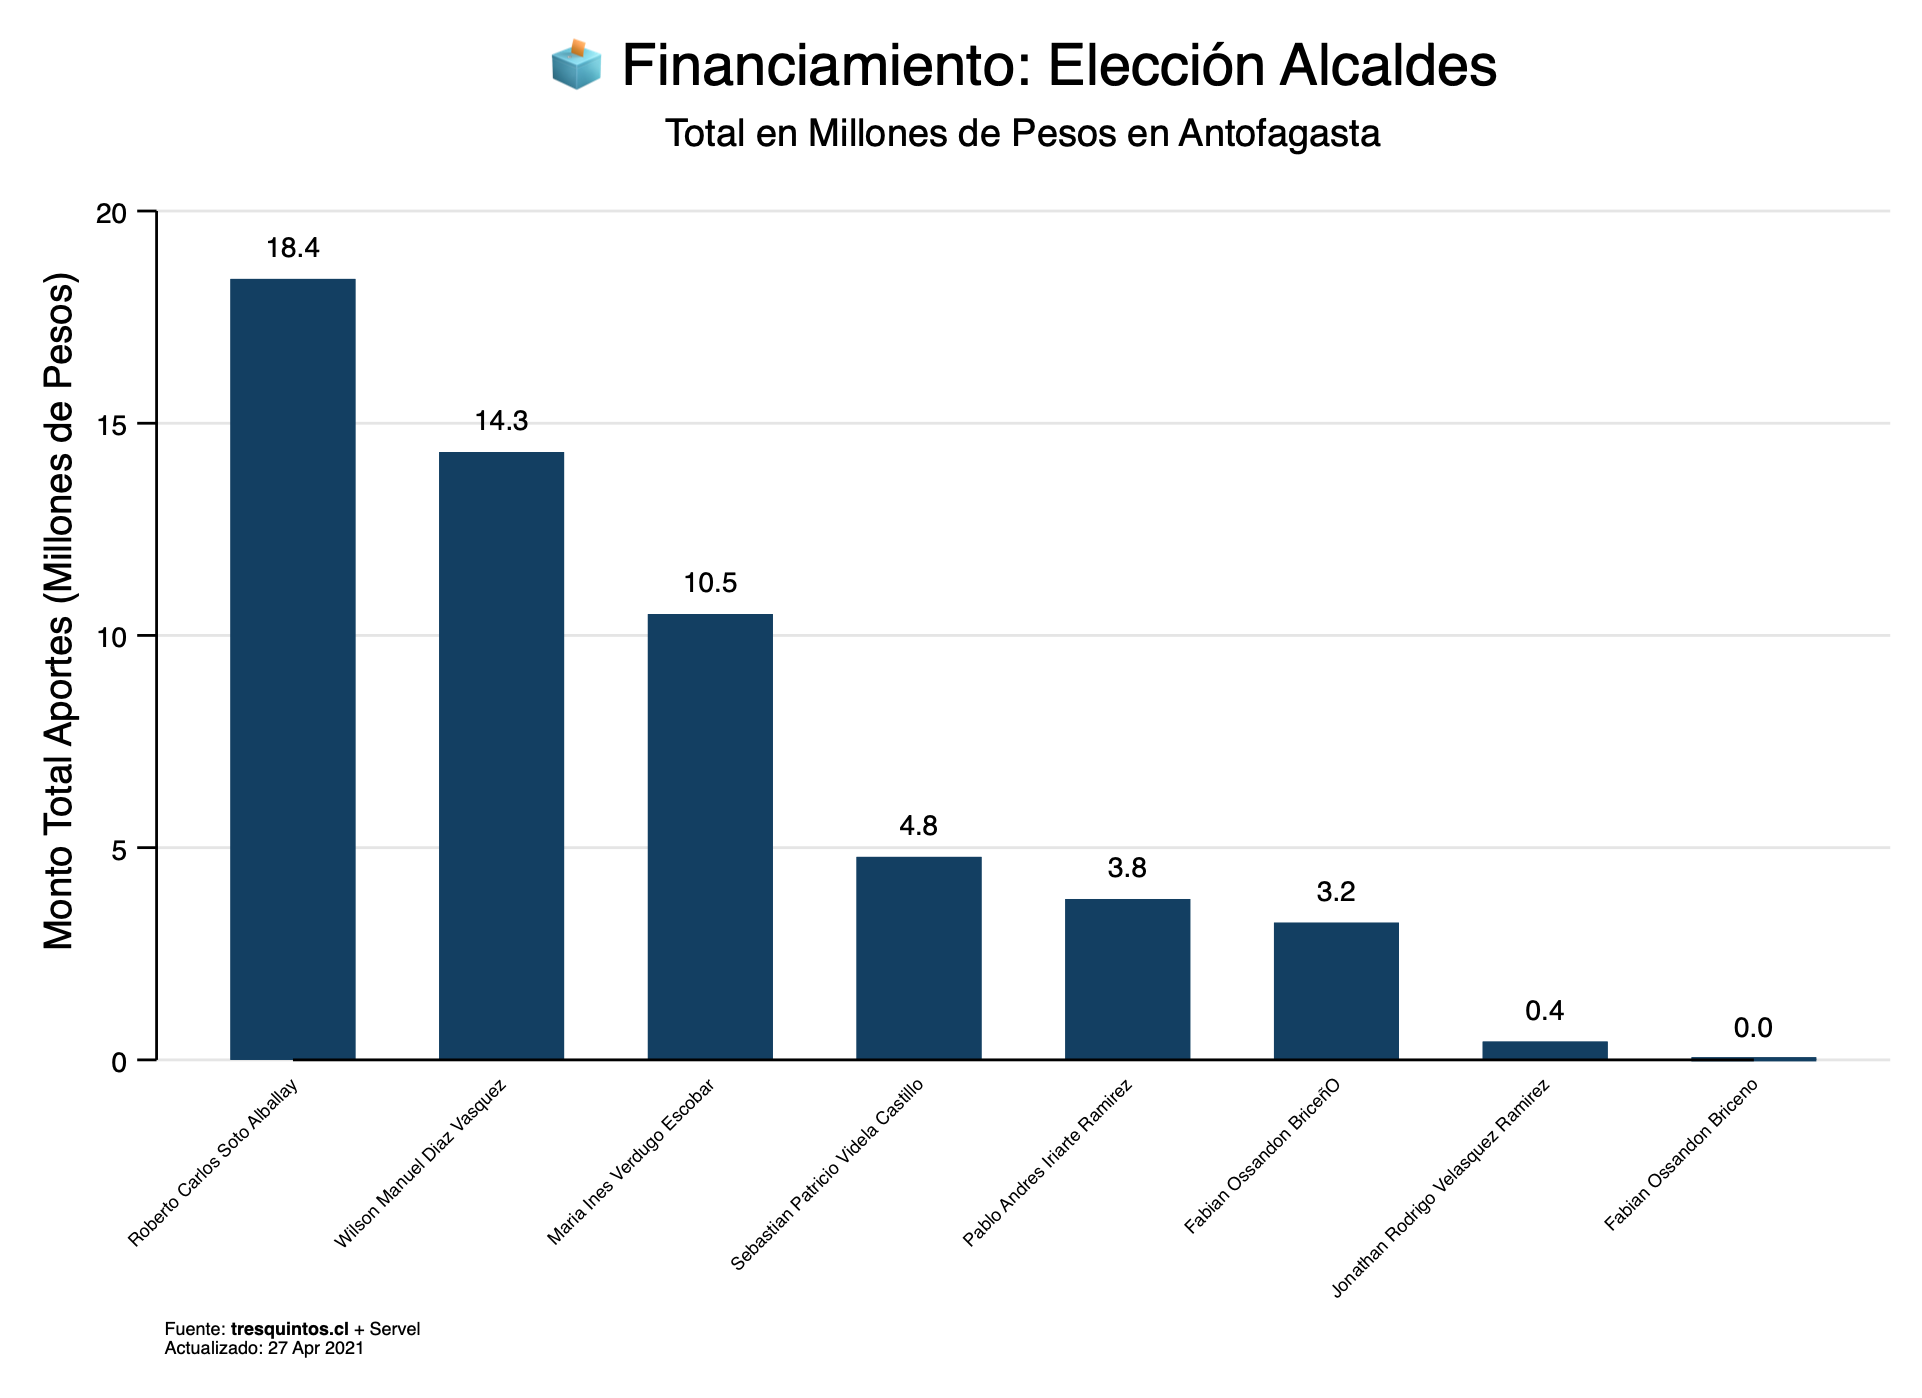 Financiamiento: Elección Alcaldes
Total en Millones de Pesos en Antofagasta
Monto Total Aportes (Millones de Pesos)
20
15
10
5
0
18.4
14.3
10.5
4.8
3.8
3.2
0.4
0.0
Roberto Carlos Soto Alballay
Wilson Manuel Diaz Vasquez
Maria Ines Verdugo Escobar
Sebastian Patricio Videla Castillo
Pablo Andres Iriarte Ramirez
Fabian Ossandon BriceñO
Jonathan Rodrigo Velasquez Ramirez
Fabian Ossandon Briceno
Fuente: tresquintos.cl + Servel
Actualizado: 27 Apr 2021